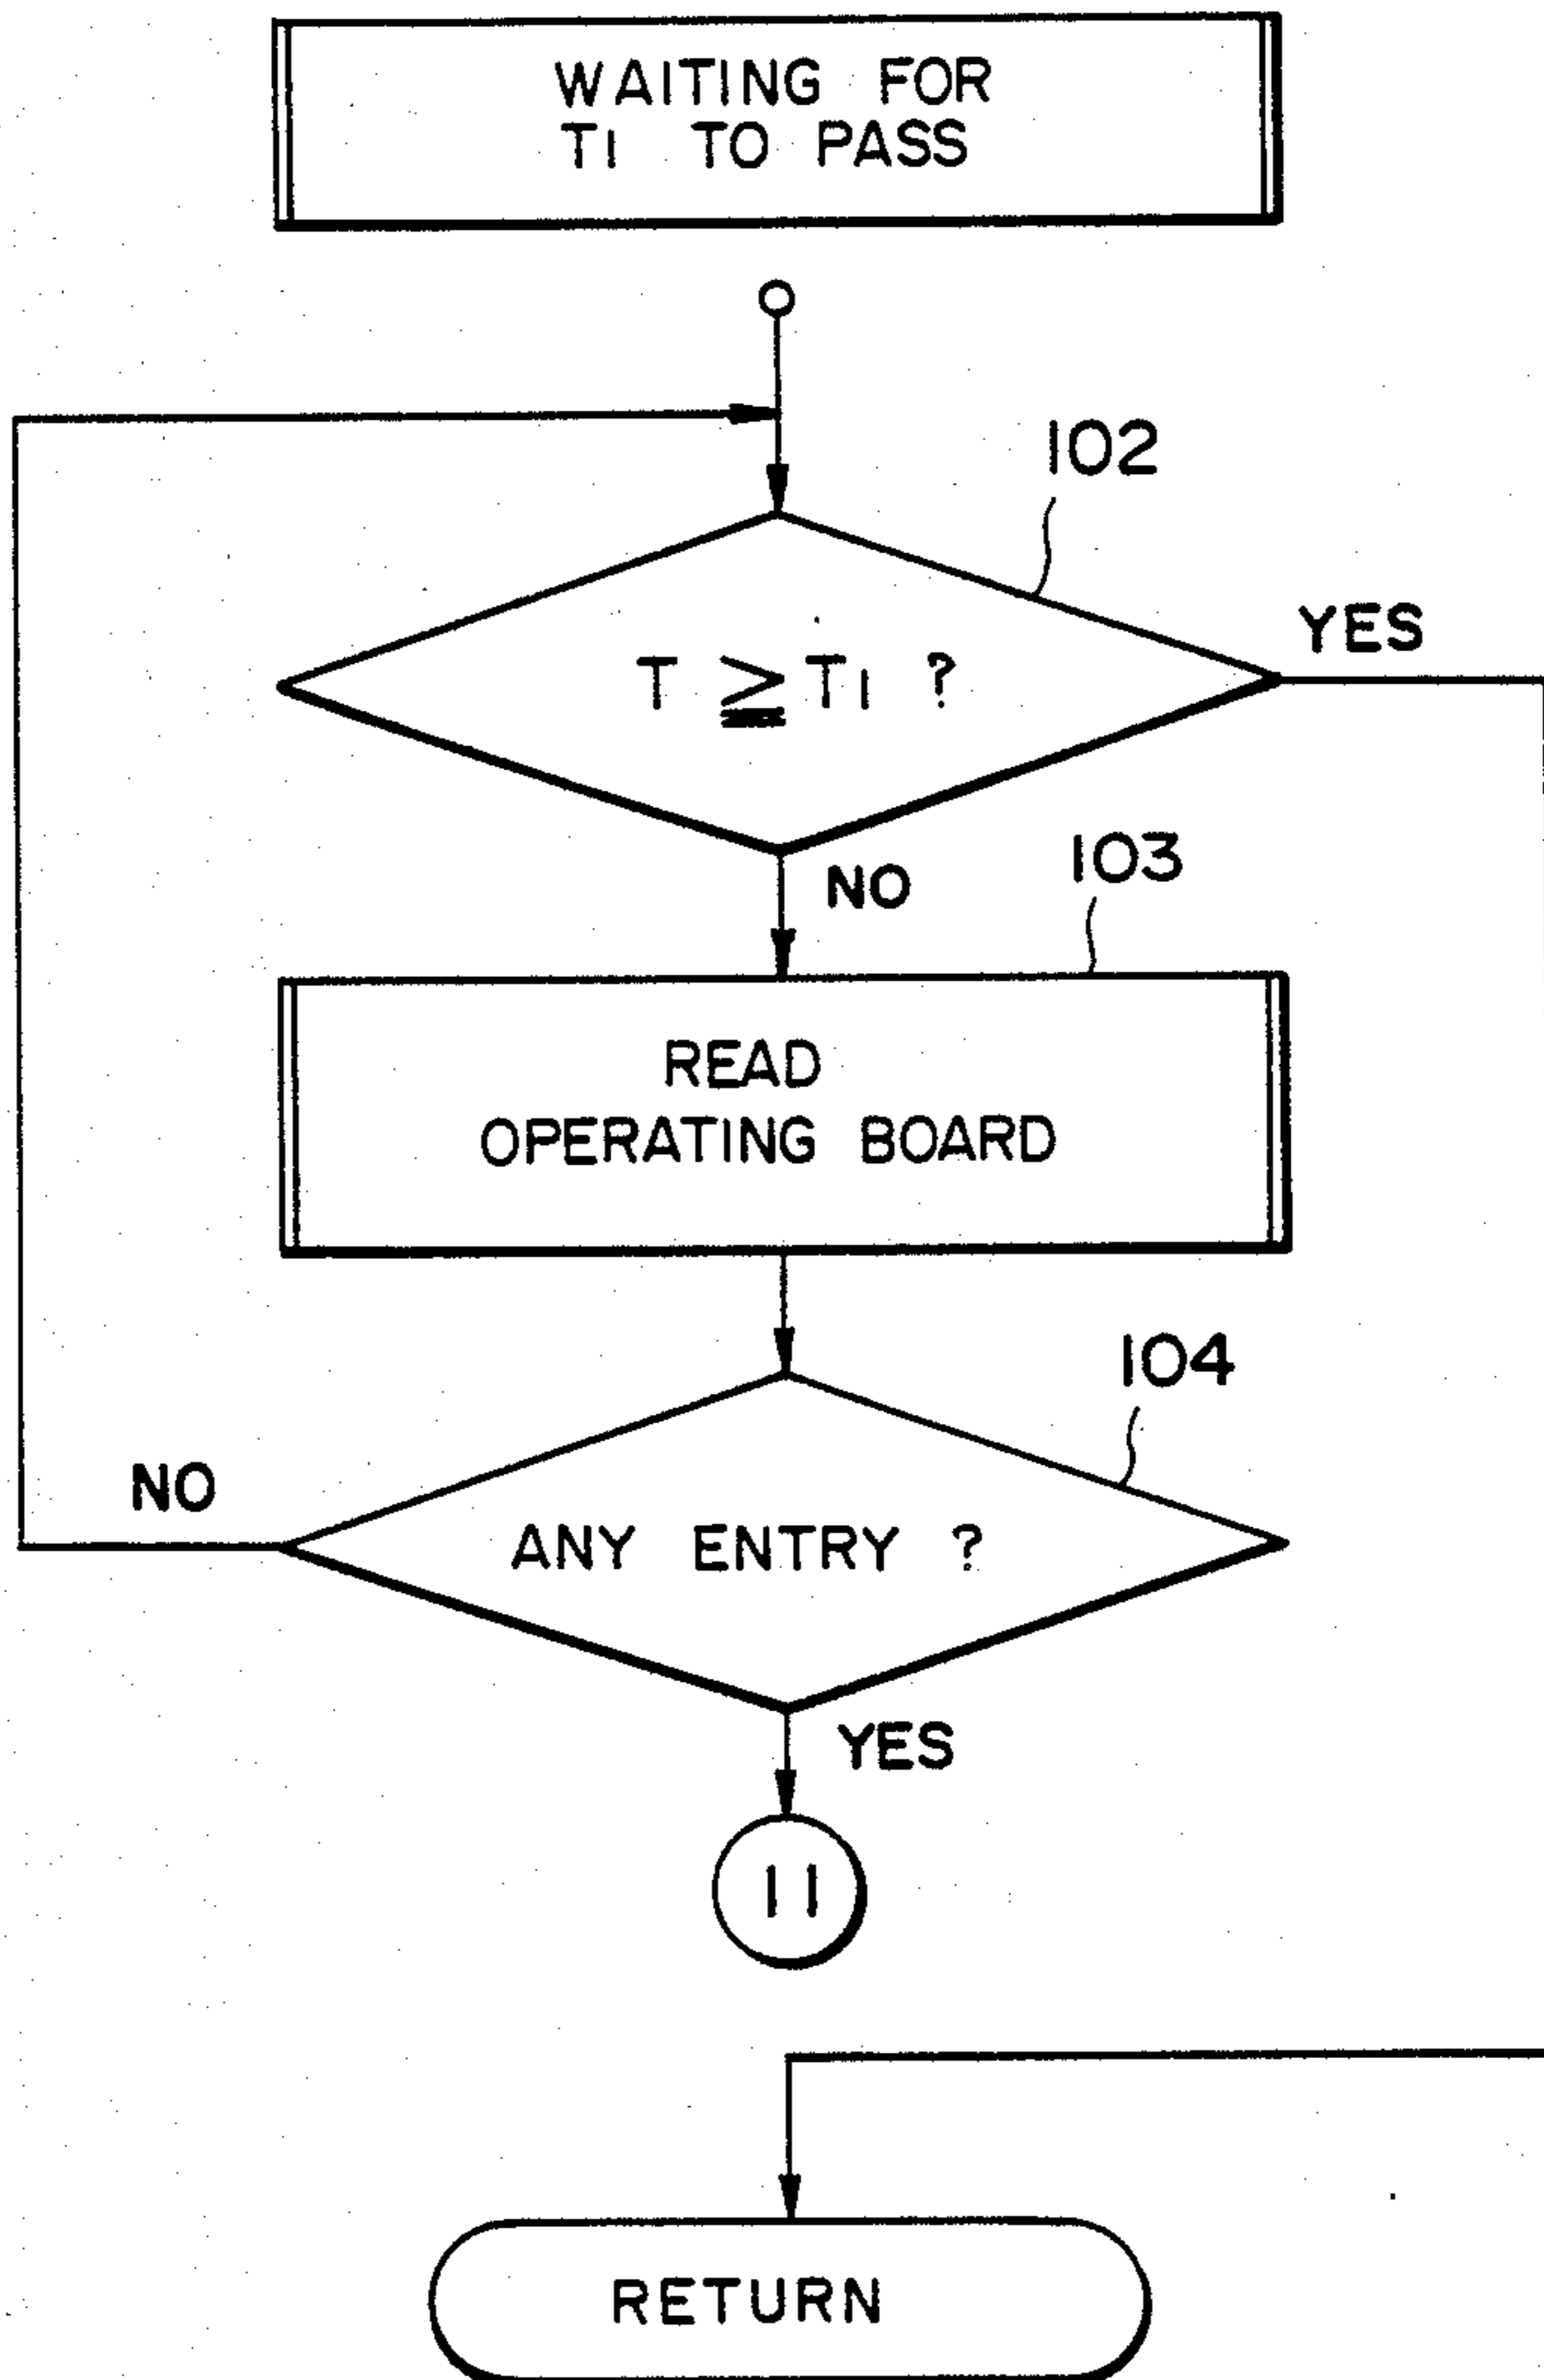 WAITING FOR
T1 TO PASS
102
T ≧ T1 ?
YES
NO
103
READ
OPERATING BOARD
104
NO
ANY ENTRY ?
YES
11
RETURN